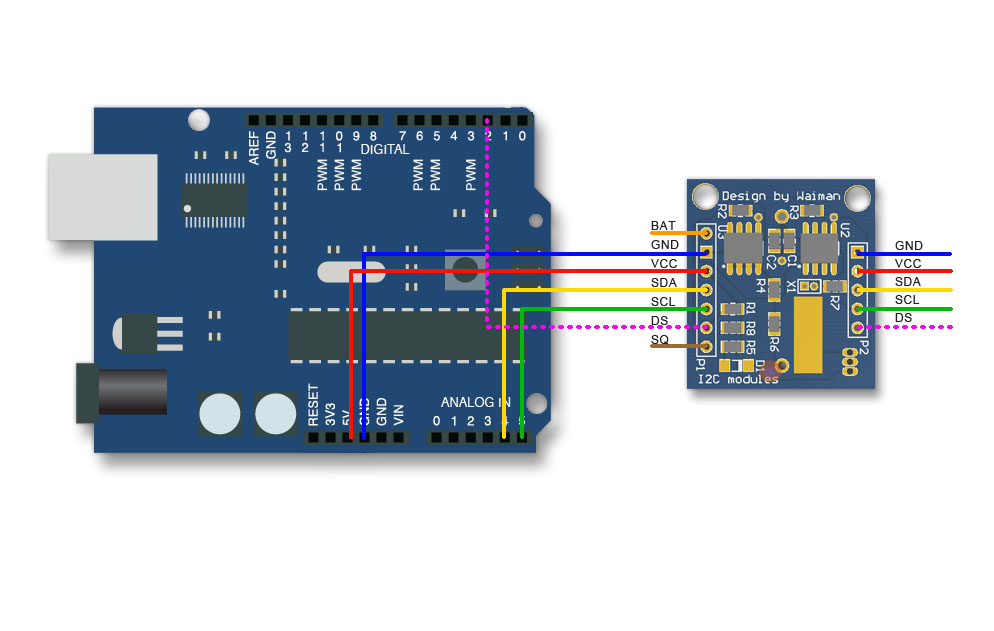 AREF
GND
13
12
11
10
9
8
7
6
5
4
3
2
1
0
DIGITAL
PWM
PWM
PWM
PWM
PWM
PWM
RESET
3V3
5V
GND
GND
VIN
ANALOG IN
0
1
2
3
4
5
BAT
GND
VCC
SDA
SCL
DS
SQ
Design by Waiman
R2
R3
U3
U2
C2
C1
R4
X1
R7
R1
R8
R5
R6
D1
P1
P2
I2C modules
GND
VCC
SDA
SCL
DS